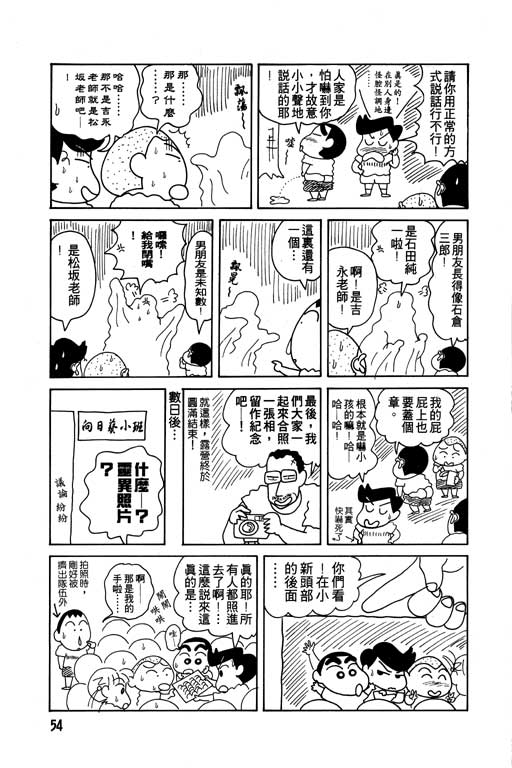 請你用正常的方
式說話行不行！
真是的！
在別人身邊
怪腔怪調地
人家是
怕嚇到你
，才故意
小小聲地
說話的耶
嗑
飄蕩～
那……
那是什麼
……？
哈哈……
那不是吉永
老師就是松
坂老師吧—
！
男朋友長得像石倉
三郎！
是石田純
一啦！
啊！是吉
永老師！
這裏還有
一個…
飄晃～
男朋友是未知數！
囉嗦！
給我閉嘴
！
是松坂老師
！
我的屁
屁上也
要蓋個
章。
根本就是嚇小
孩的嘛！哈—
哈！哈！
其實
快嚇死了
最後，我
們大家一
起來合照
一張相，
留作紀念
吧—！
就這樣，露營終於
圓滿結束！
數日後…
向日葵小班
什麼？
靈異照片
？
議論紛紛
你們看
！在小
新頭部
的後面
……
真的耶！所
有人都照進
去了！……
這麼說來這
真的是…
鬧鬧
哄哄
啊—
那是我的
手啦…
拍照時，
剛好被
擠出隊伍外
54